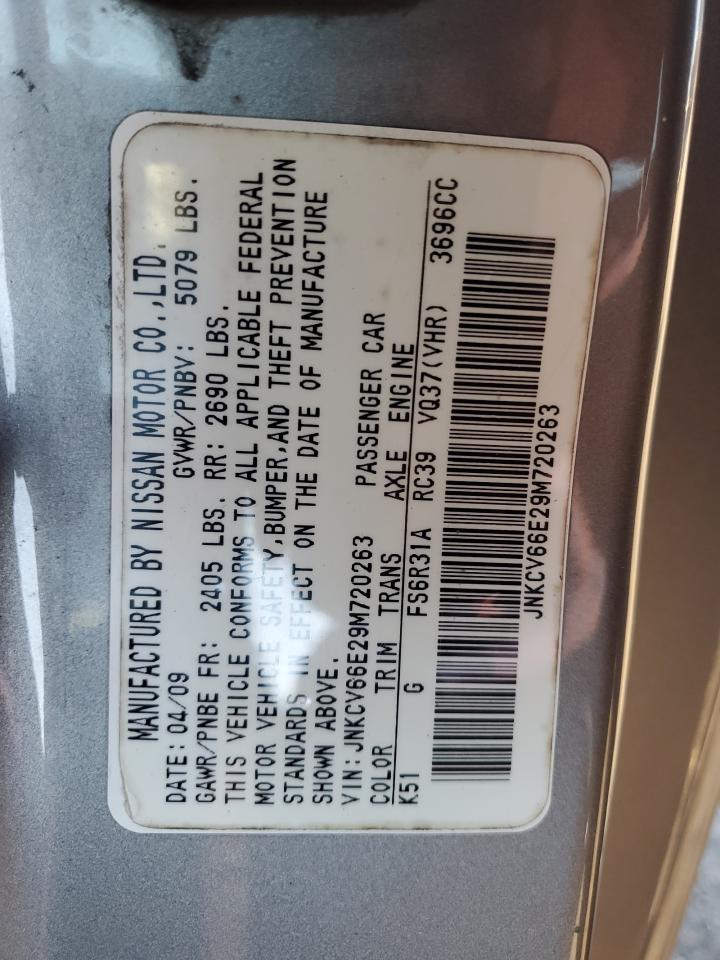 MANUFACTURED BY NISSAN MOTOR CO.,LTD.
DATE: 04/09 GVWR/PNBV: 5079 LBS.
GAWR/PNBE FR: 2405 LBS. RR: 2690 LBS.
THIS VEHICLE CONFORMS TO ALL APPLICABLE FEDERAL
MOTOR VEHICLE SAFETY,BUMPER,AND THEFT PREVENTION
STANDARDS IN EFFECT ON THE DATE OF MANUFACTURE
SHOWN ABOVE.
VIN:JNKCV66E29M720263 PASSENGER CAR
COLOR TRIM TRANS AXLE ENGINE
K51 G FS6R31A RC39 VQ37(VHR) 3696CC
JNKCV66E29M720263